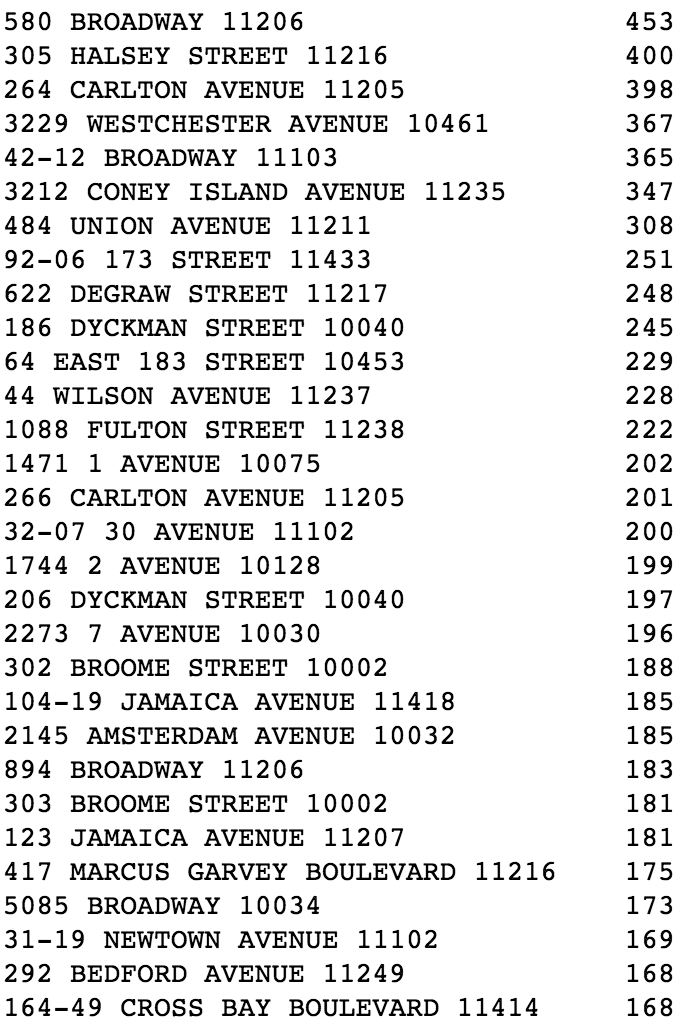 580 BROADWAY 11206 453
305 HALSEY STREET 11216 400
264 CARLTON AVENUE 11205 398
3229 WESTCHESTER AVENUE 10461 367
42-12 BROADWAY 11103 365
3212 CONEY ISLAND AVENUE 11235 347
484 UNION AVENUE 11211 308
92-06 173 STREET 11433 251
622 DEGRAW STREET 11217 248
186 DYCKMAN STREET 10040 245
64 EAST 183 STREET 10453 229
44 WILSON AVENUE 11237 228
1088 FULTON STREET 11238 222
1471 1 AVENUE 10075 202
266 CARLTON AVENUE 11205 201
32-07 30 AVENUE 11102 200
1744 2 AVENUE 10128 199
206 DYCKMAN STREET 10040 197
2273 7 AVENUE 10030 196
302 BROOME STREET 10002 188
104-19 JAMAICA AVENUE 11418 185
2145 AMSTERDAM AVENUE 10032 185
894 BROADWAY 11206 183
303 BROOME STREET 10002 181
123 JAMAICA AVENUE 11207 181
417 MARCUS GARVEY BOULEVARD 11216 175
5085 BROADWAY 10034 173
31-19 NEWTOWN AVENUE 11102 169
292 BEDFORD AVENUE 11249 168
164-49 CROSS BAY BOULEVARD 11414 168